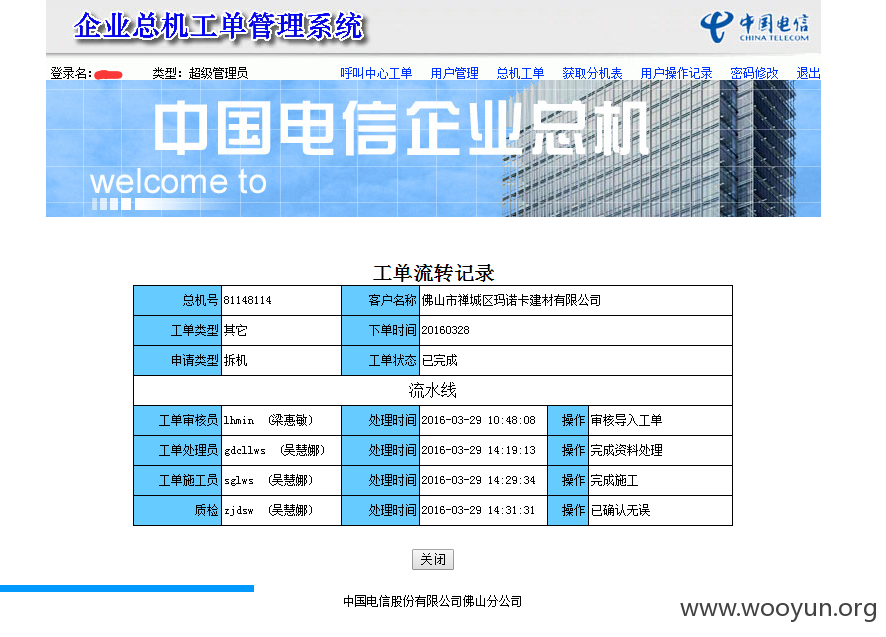 企业总机工单管理系统
中国电信
CHINA TELECOM
登录名： 类型：超级管理员 呼叫中心工单 用户管理 总机工单 获取分机表 用户操作记录 密码修改 退出
中国电信企业总机
welcome to
工单流转记录
总机号 81148114 客户名称 佛山市禅城区玛诺卡建材有限公司
工单类型 其它 下单时间 20160328
申请类型 拆机 工单状态 已完成
流水线
工单审核员 lhmin （梁惠敏） 处理时间 2016-03-29 10:48:08 操作 审核导入工单
工单处理员 gdcllws （吴慧娜） 处理时间 2016-03-29 14:19:13 操作 完成资料处理
工单施工员 sglws （吴慧娜） 处理时间 2016-03-29 14:29:34 操作 完成施工
质检 zjdsw （吴慧娜） 处理时间 2016-03-29 14:31:31 操作 已确认无误
关闭
中国电信股份有限公司佛山分公司
www.wooyun.org